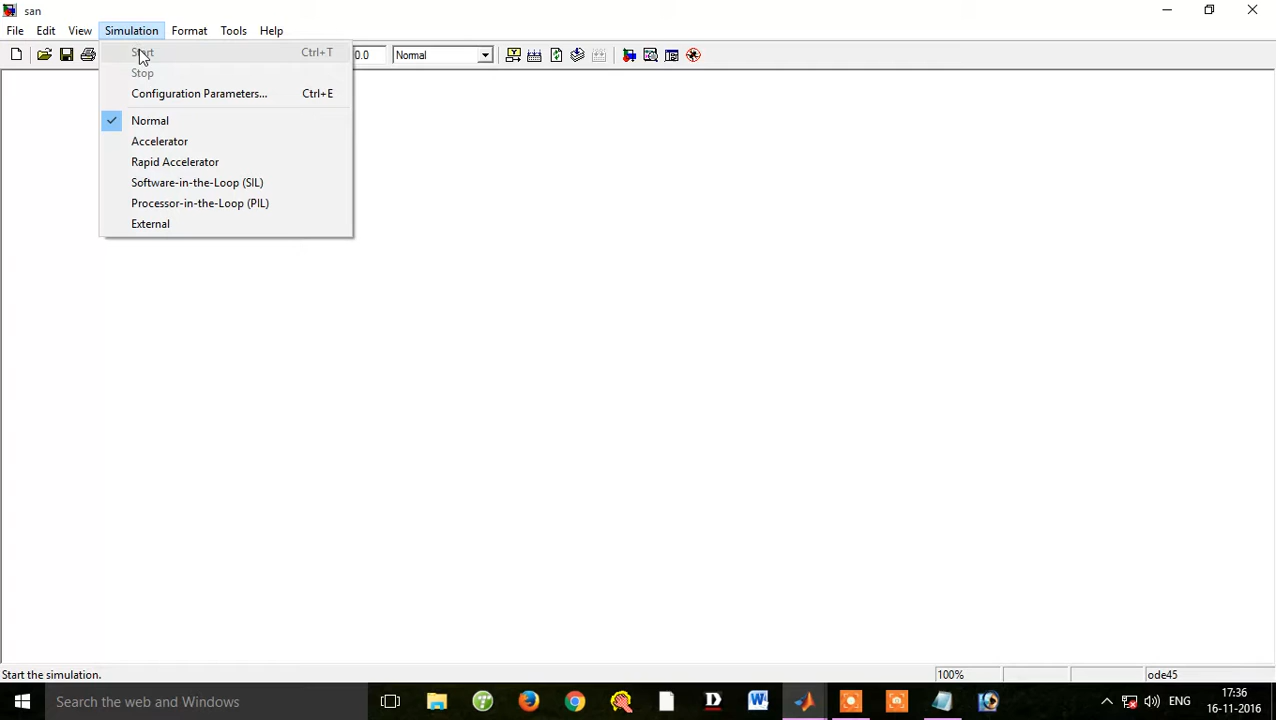 san
File Edit View Simulation Format Tools Help
Start Ctrl+T
0.0 Normal
Stop
Configuration Parameters... Ctrl+E
Normal
Accelerator
Rapid Accelerator
Software-in-the-Loop (SIL)
Processor-in-the-Loop (PIL)
External
Start the simulation. 100% ode45
Search the web and Windows
ENG
17:36
16-11-2016